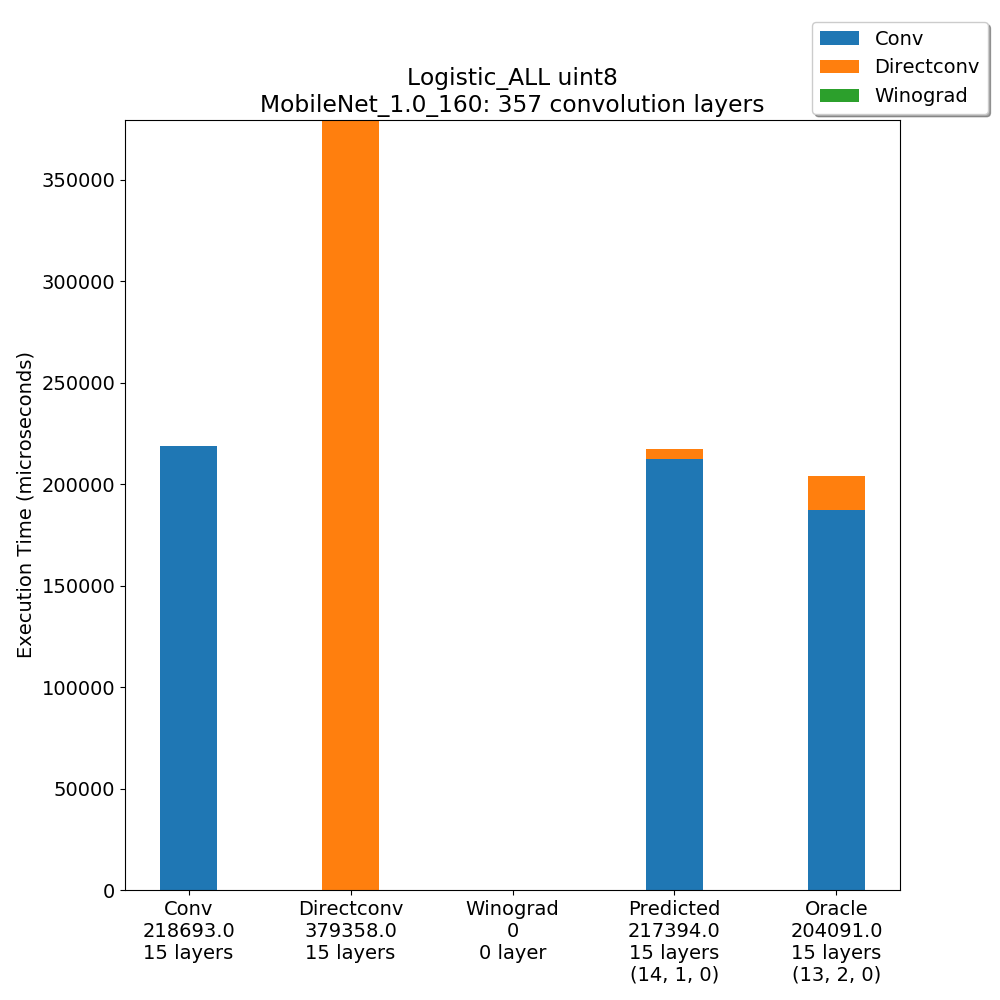 Conv
Directconv
Winograd
Logistic_ALL uint8
MobileNet_1.0_160: 357 convolution layers
Execution Time (microseconds)
350000
300000
250000
200000
150000
100000
50000
0
Conv
218693.0
15 layers
Directconv
379358.0
15 layers
Winograd
0
0 layer
Predicted
217394.0
15 layers
(14, 1, 0)
Oracle
204091.0
15 layers
(13, 2, 0)